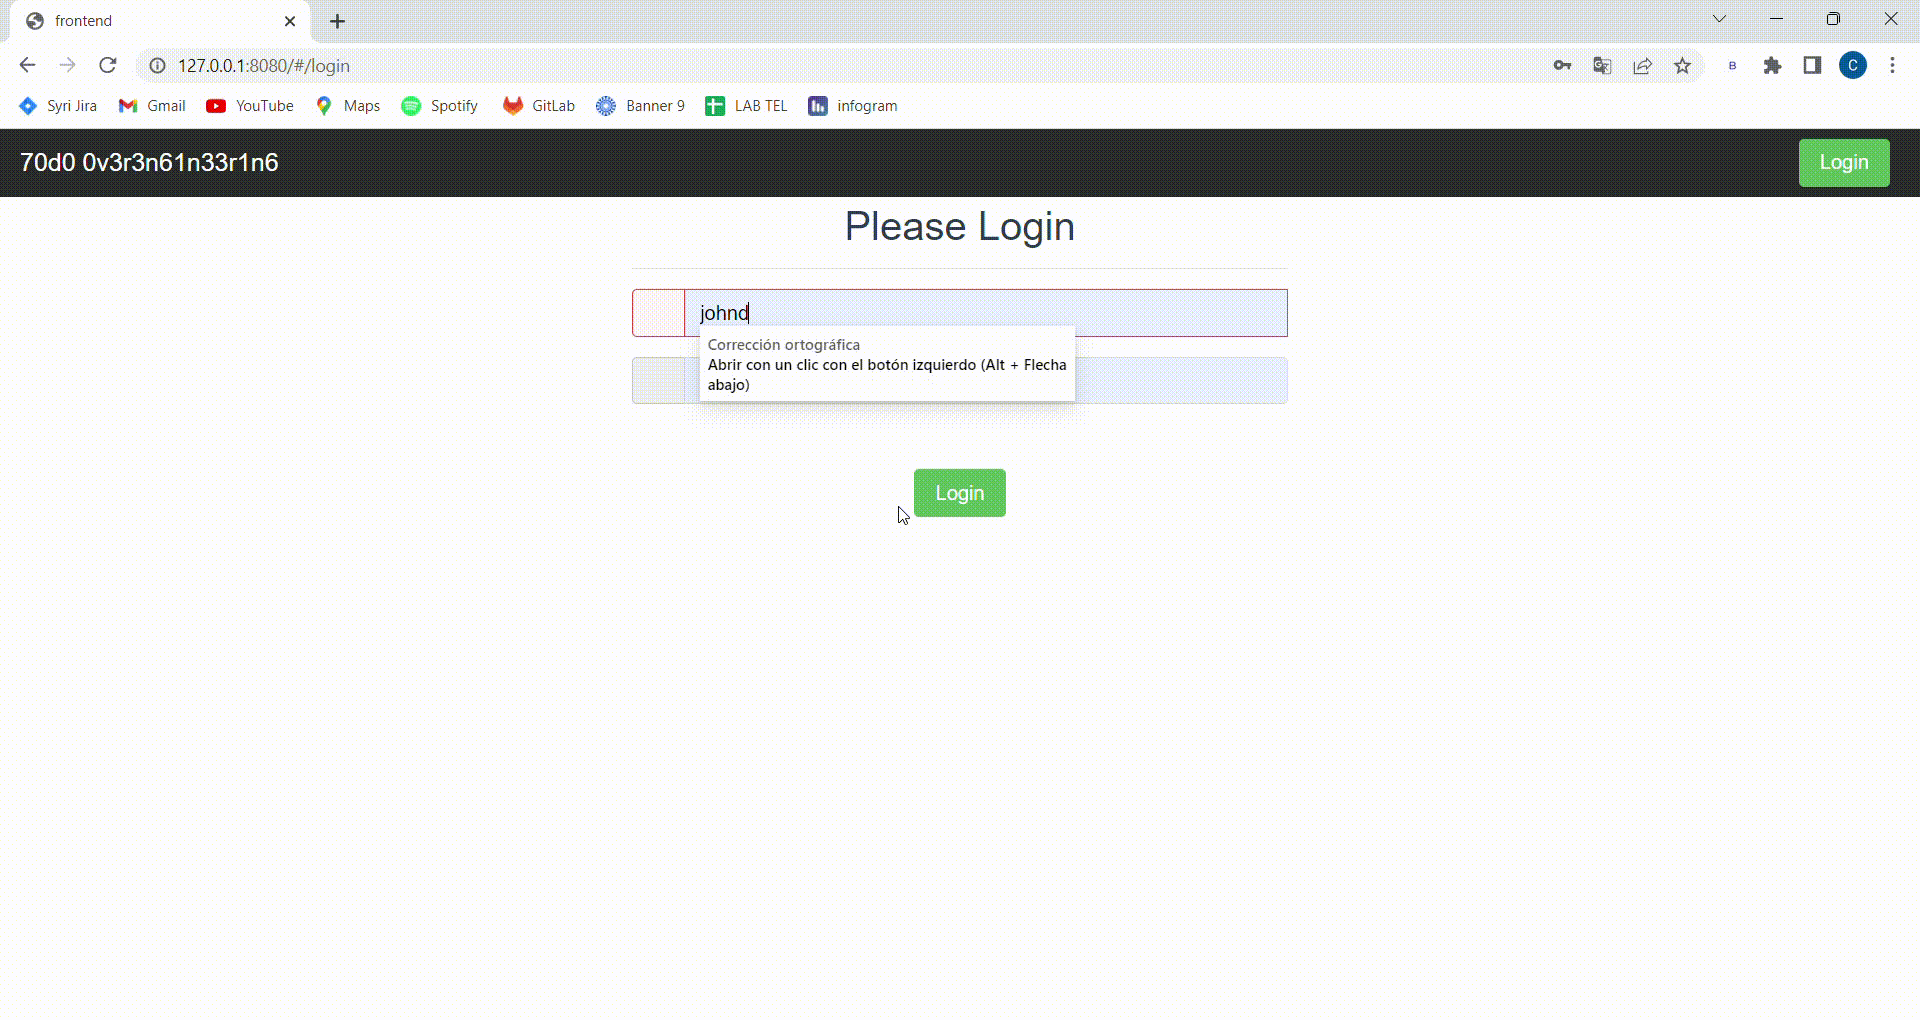 frontend
127.0.0.1:8080/#/login
B
C
Syri Jira Gmail YouTube Maps Spotify GitLab Banner 9 LAB TEL infogram
70d0 0v3r3n61n33r1n6 Login
Please Login
johnd
Corrección ortográfica
Abrir con un clic con el botón izquierdo (Alt + Flecha
abajo)
Login